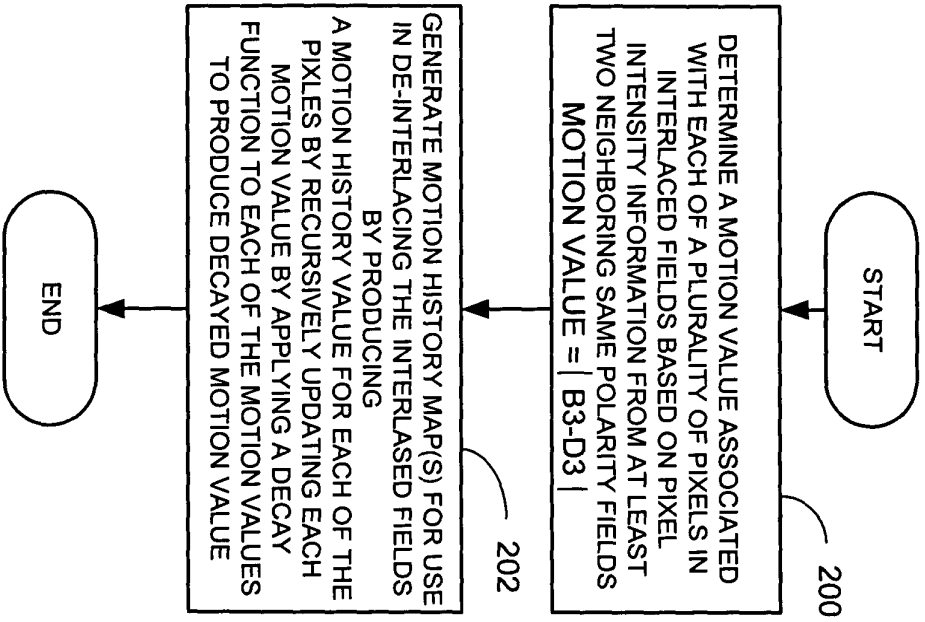 START
DETERMINE A MOTION VALUE ASSOCIATED
WITH EACH OF A PLURALITY OF PIXELS IN
INTERLACED FIELDS BASED ON PIXEL
INTENSITY INFORMATION FROM AT LEAST
TWO NEIGHBORING SAME POLARITY FIELDS
MOTION VALUE = | B3-D3 |
200
GENERATE MOTION HISTORY MAP(S) FOR USE
IN DE-INTERLACING THE INTERLASED FIELDS
BY PRODUCING
A MOTION HISTORY VALUE FOR EACH OF THE
PIXLES BY RECURSIVELY UPDATING EACH
MOTION VALUE BY APPLYING A DECAY
FUNCTION TO EACH OF THE MOTION VALUES
TO PRODUCE DECAYED MOTION VALUE
202
END